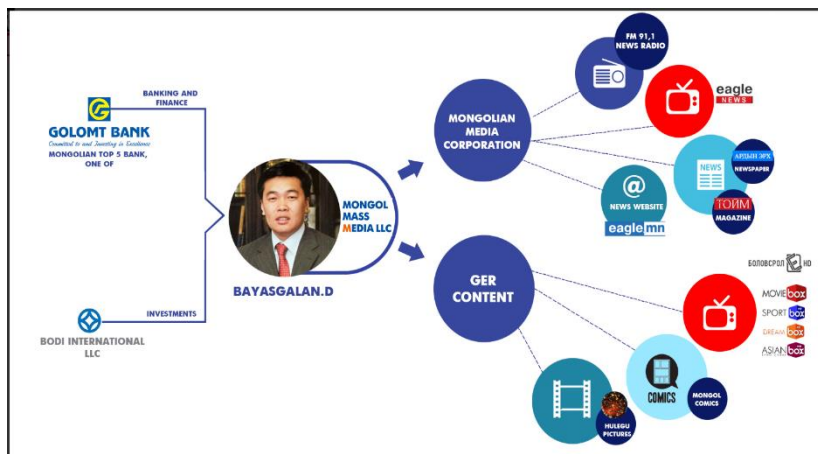 BANKING AND
FINANCE
GOLOMT BANK
Committed to and Investing in Excellence
MONGOLIAN TOP 5 BANK,
ONE OF
INVESTMENTS
BODI INTERNATIONAL
LLC
MONGOL
MASS
MEDIA LLC
BAYASGALAN.D
MONGOLIAN
MEDIA
CORPORATION
FM 91,1
NEWS RADIO
eagle
NEWS
NEWS
АРДЫН ЭРХ
NEWSPAPER
ТОЙМ
MAGAZINE
@
NEWS WEBSITE
eagle mn
GER
CONTENT
БОЛОВСРОЛ HD
MOVIE box
SPORT box
DREAM box
ASIAN box
COMICS
MONGOL
COMICS
HULEGU
PICTURES